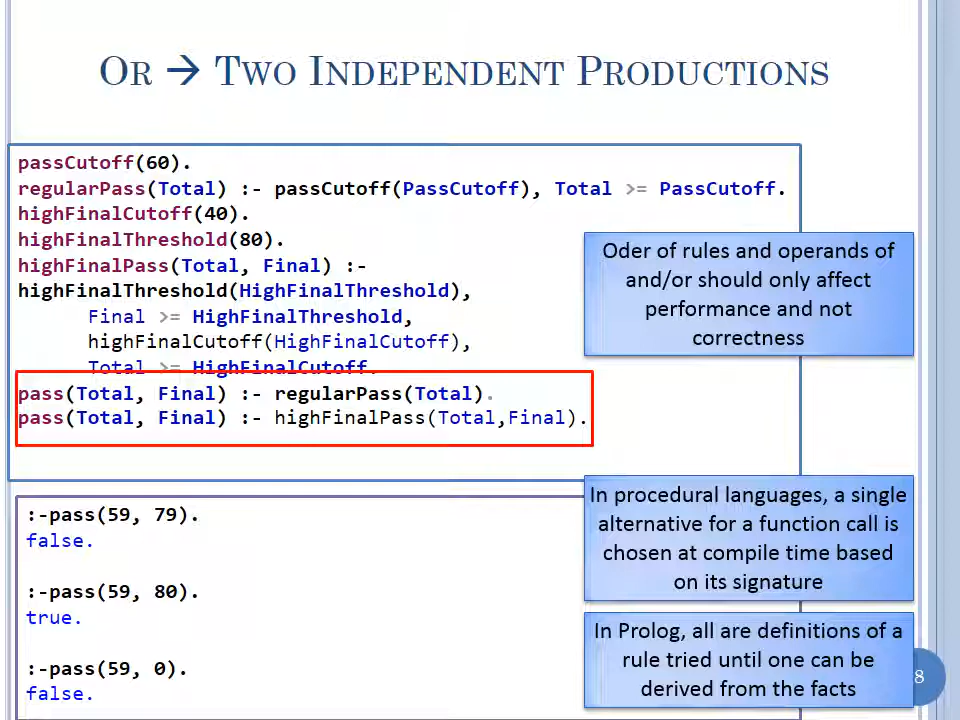 OR → TWO INDEPENDENT PRODUCTIONS
passCutoff(60).
regularPass(Total) :- passCutoff(PassCutoff), Total >= PassCutoff.
highFinalCutoff(40).
highFinalThreshold(80).
highFinalPass(Total, Final) :-
highFinalThreshold(HighFinalThreshold),
Final >= HighFinalThreshold,
highFinalCutoff(HighFinalCutoff),
Total >= HighFinalCutoff.
pass(Total, Final) :- regularPass(Total).
pass(Total, Final) :- highFinalPass(Total,Final).
Oder of rules and operands of
and/or should only affect
performance and not
correctness
:-pass(59, 79).
false.
:-pass(59, 80).
true.
:-pass(59, 0).
false.
In procedural languages, a single
alternative for a function call is
chosen at compile time based
on its signature
In Prolog, all are definitions of a
rule tried until one can be
derived from the facts
8